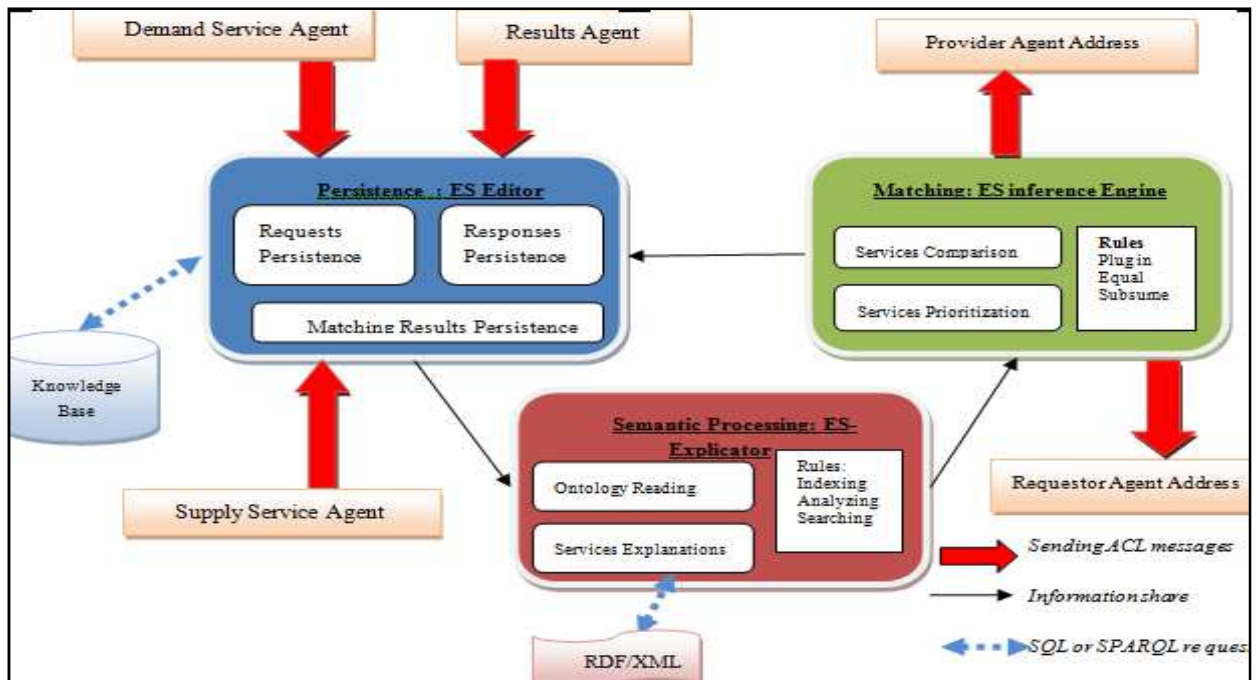 Demand Service Agent
Results Agent
Provider Agent Address
Persistence : ES Editor
Requests
Persistence
Responses
Persistence
Matching Results Persistence
Matching: ES inference Engine
Services Comparison
Services Prioritization
Rules
Plugin
Equal
Subsume
Knowledge
Base
Supply Service Agent
Semantic Processing: ES-
Explicator
Ontology Reading
Services Explanations
Rules:
Indexing
Analyzing
Searching
Requestor Agent Address
RDF/XML
Sending ACL messages
Information share
SQL or SPARQL reques